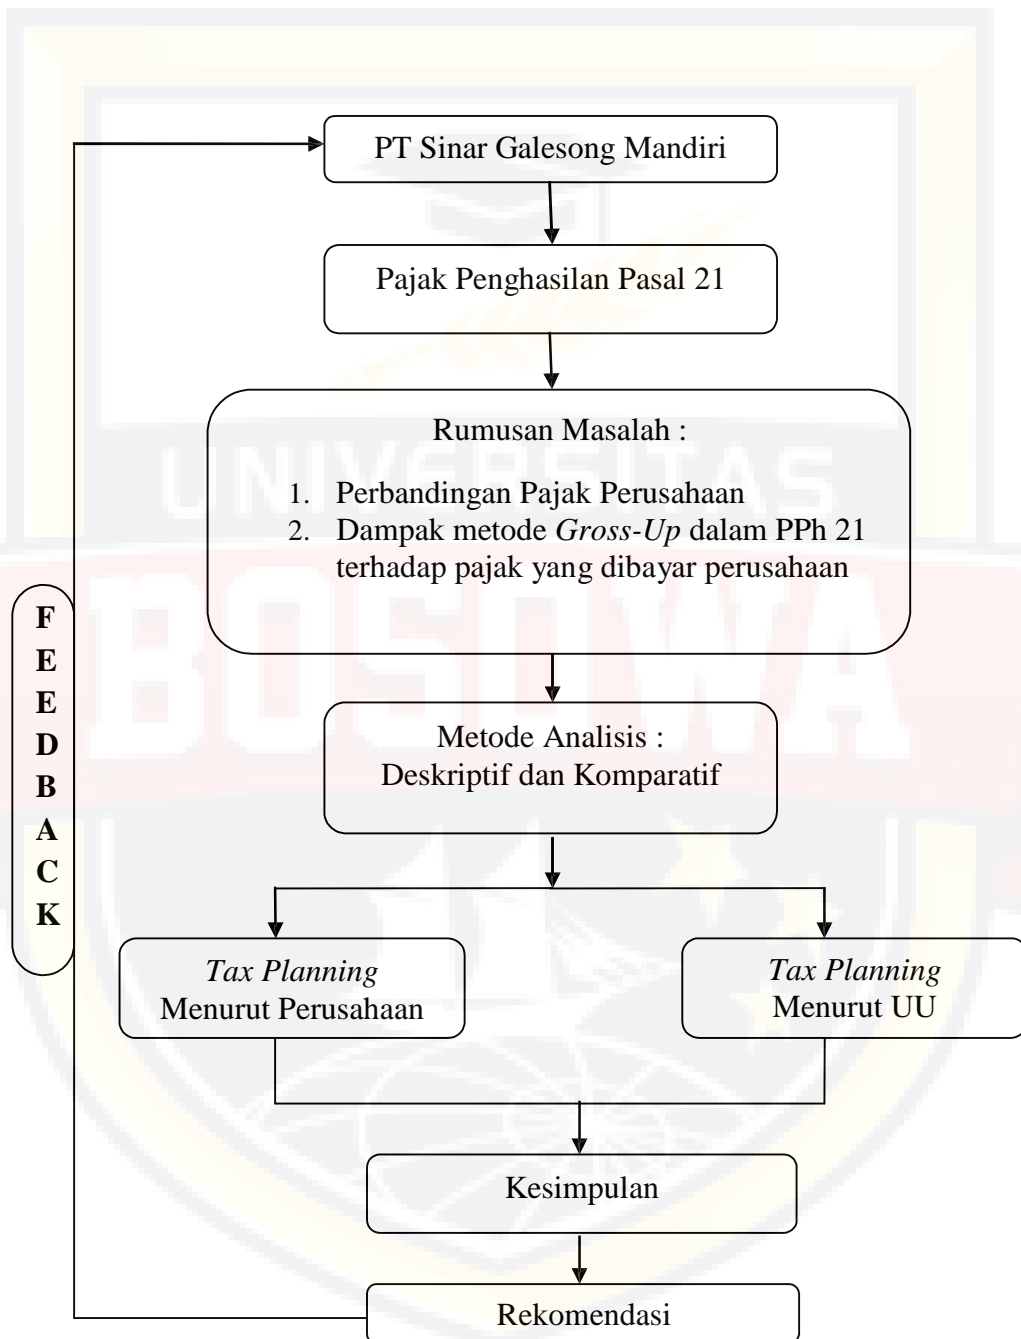 PT Sinar Galesong Mandiri
Pajak Penghasilan Pasal 21
Rumusan Masalah :
1. Perbandingan Pajak Perusahaan
2. Dampak metode Gross-Up dalam PPh 21
terhadap pajak yang dibayar perusahaan
Metode Analisis :
Deskriptif dan Komparatif
Tax Planning
Menurut Perusahaan
Tax Planning
Menurut UU
Kesimpulan
Rekomendasi
F
E
E
D
B
A
C
K
UNIVERSITAS
BOSOWA